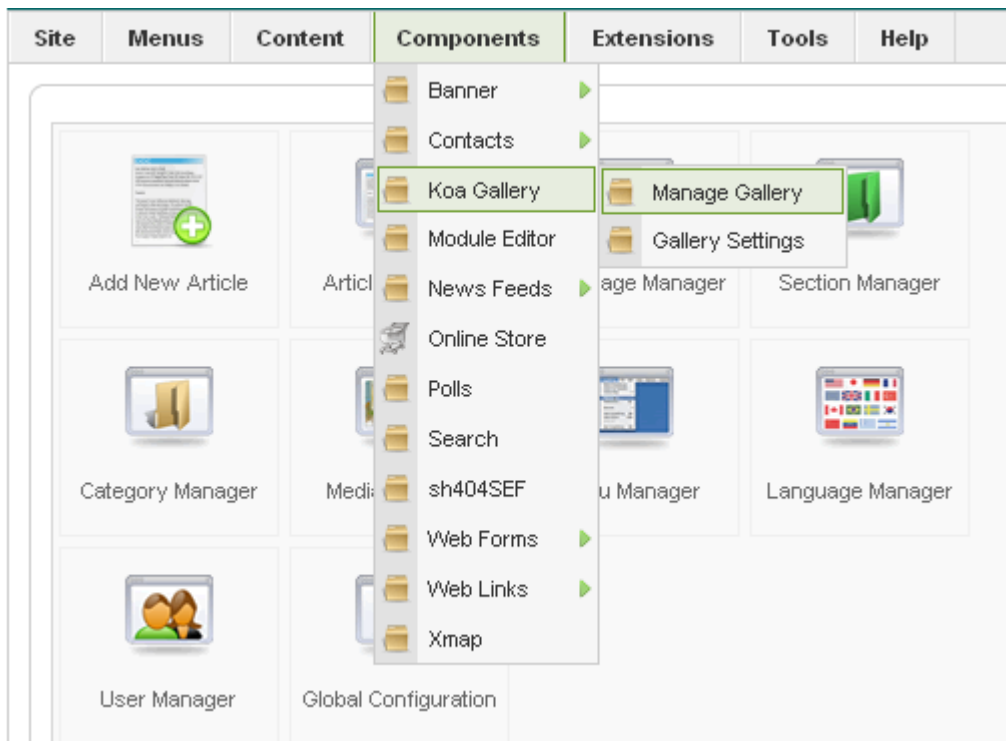 Site Menus Content Components Extensions Tools Help
Banner
Contacts
Koa Gallery
Manage Gallery
Module Editor
Gallery Settings
Add New Article
News Feeds
Section Manager
Online Store
Polls
Search
Category Manager
sh404SEF
Language Manager
Web Forms
Web Links
Xmap
User Manager
Global Configuration